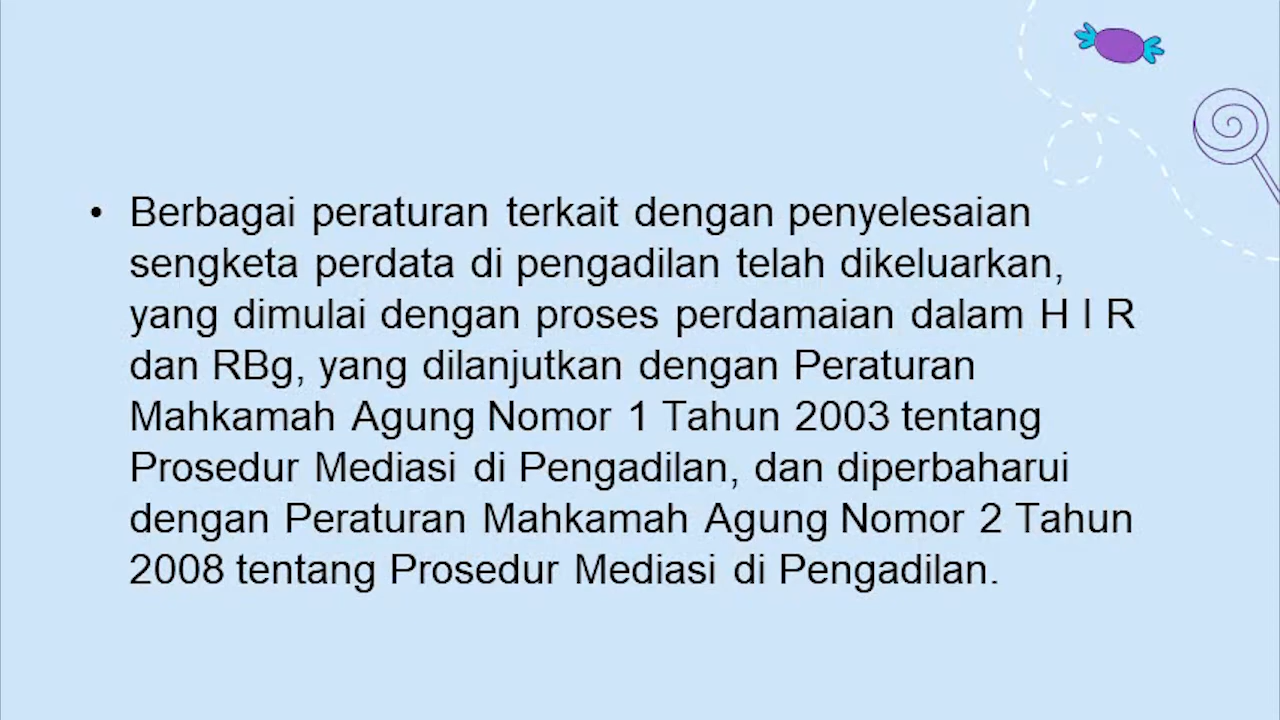 • Berbagai peraturan terkait dengan penyelesaian
sengketa perdata di pengadilan telah dikeluarkan,
yang dimulai dengan proses perdamaian dalam H I R
dan RBg, yang dilanjutkan dengan Peraturan
Mahkamah Agung Nomor 1 Tahun 2003 tentang
Prosedur Mediasi di Pengadilan, dan diperbaharui
dengan Peraturan Mahkamah Agung Nomor 2 Tahun
2008 tentang Prosedur Mediasi di Pengadilan.